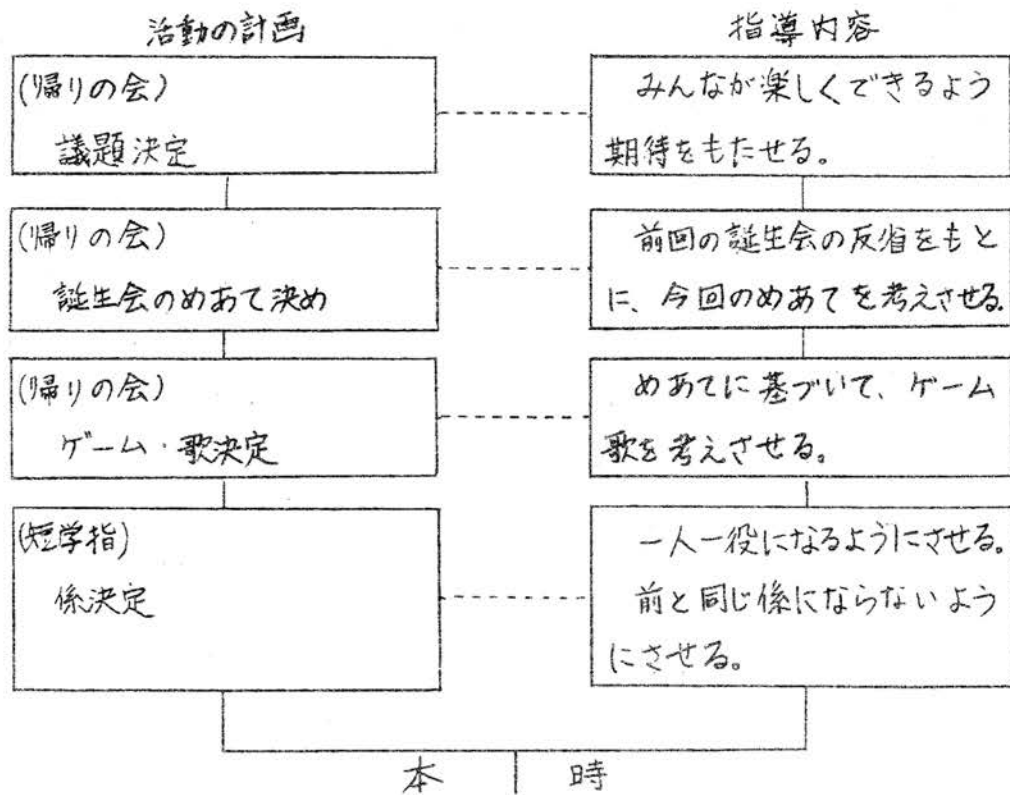 活動の計画
指導内容
(帰りの会)
議題決定
みんなが楽しくできるよう
期待をもたせる。
(帰りの会)
誕生会のめあて決め
前回の誕生会の反省をもと
に、今回のめあてを考えさせる。
(帰りの会)
ゲーム・歌決定
めあてに基づいて、ゲーム
歌を考えさせる。
(短学指)
係決定
一人一役になるようにさせる。
前と同じ係にならないよう
にさせる。
本時